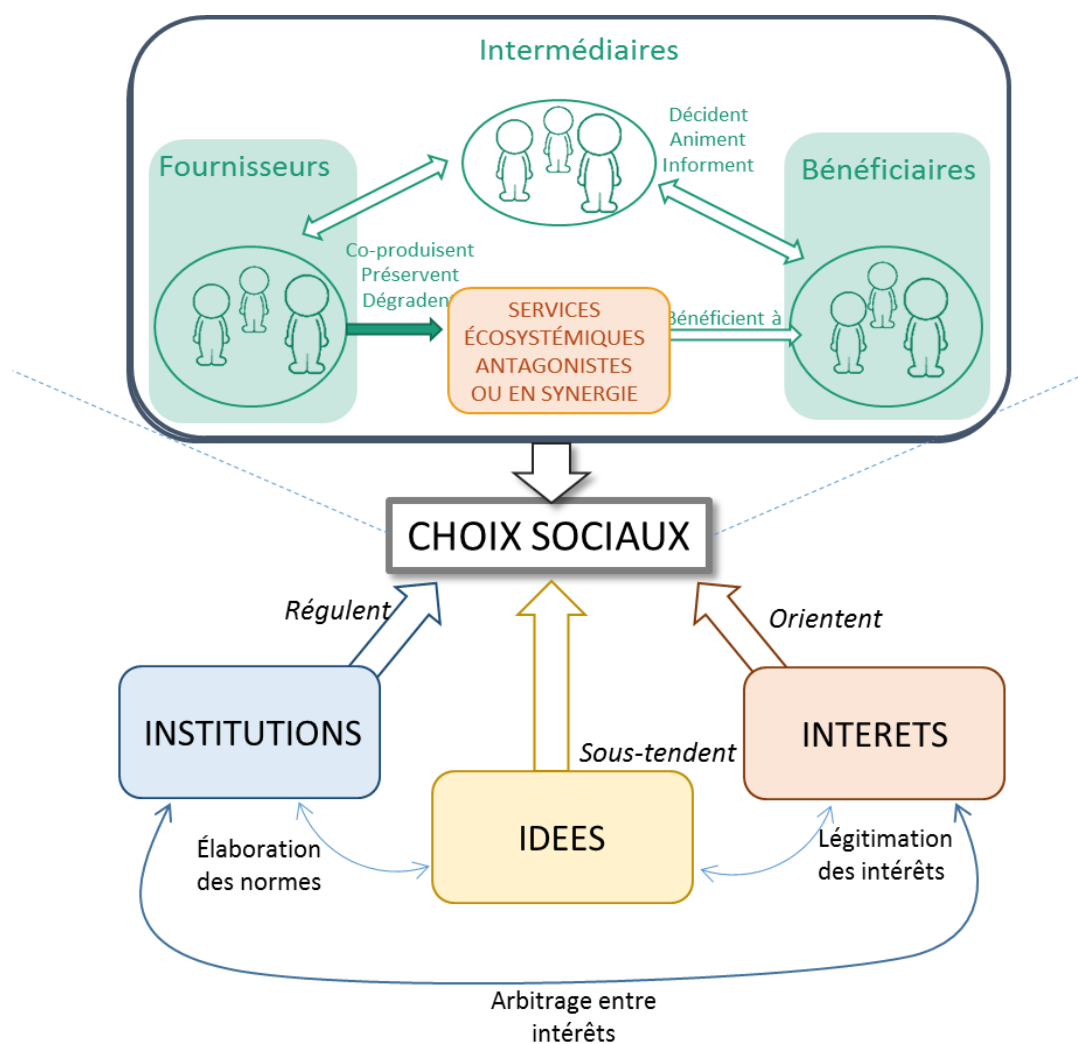 Intermédiaires
Décident
Animent
Informent
Fournisseurs
Bénéficiaires
Co-produisent
Préservent
Dégradent
SERVICES
ÉCOSYSTÉMIQUES
ANTAGONISTES
OU EN SYNERGIE
Bénéficient à
CHOIX SOCIAUX
Régulent
Orientent
INSTITUTIONS
INTERETS
Sous-tendent
IDEES
Élaboration
des normes
Légitimation
des intérêts
Arbitrage entre
intérêts